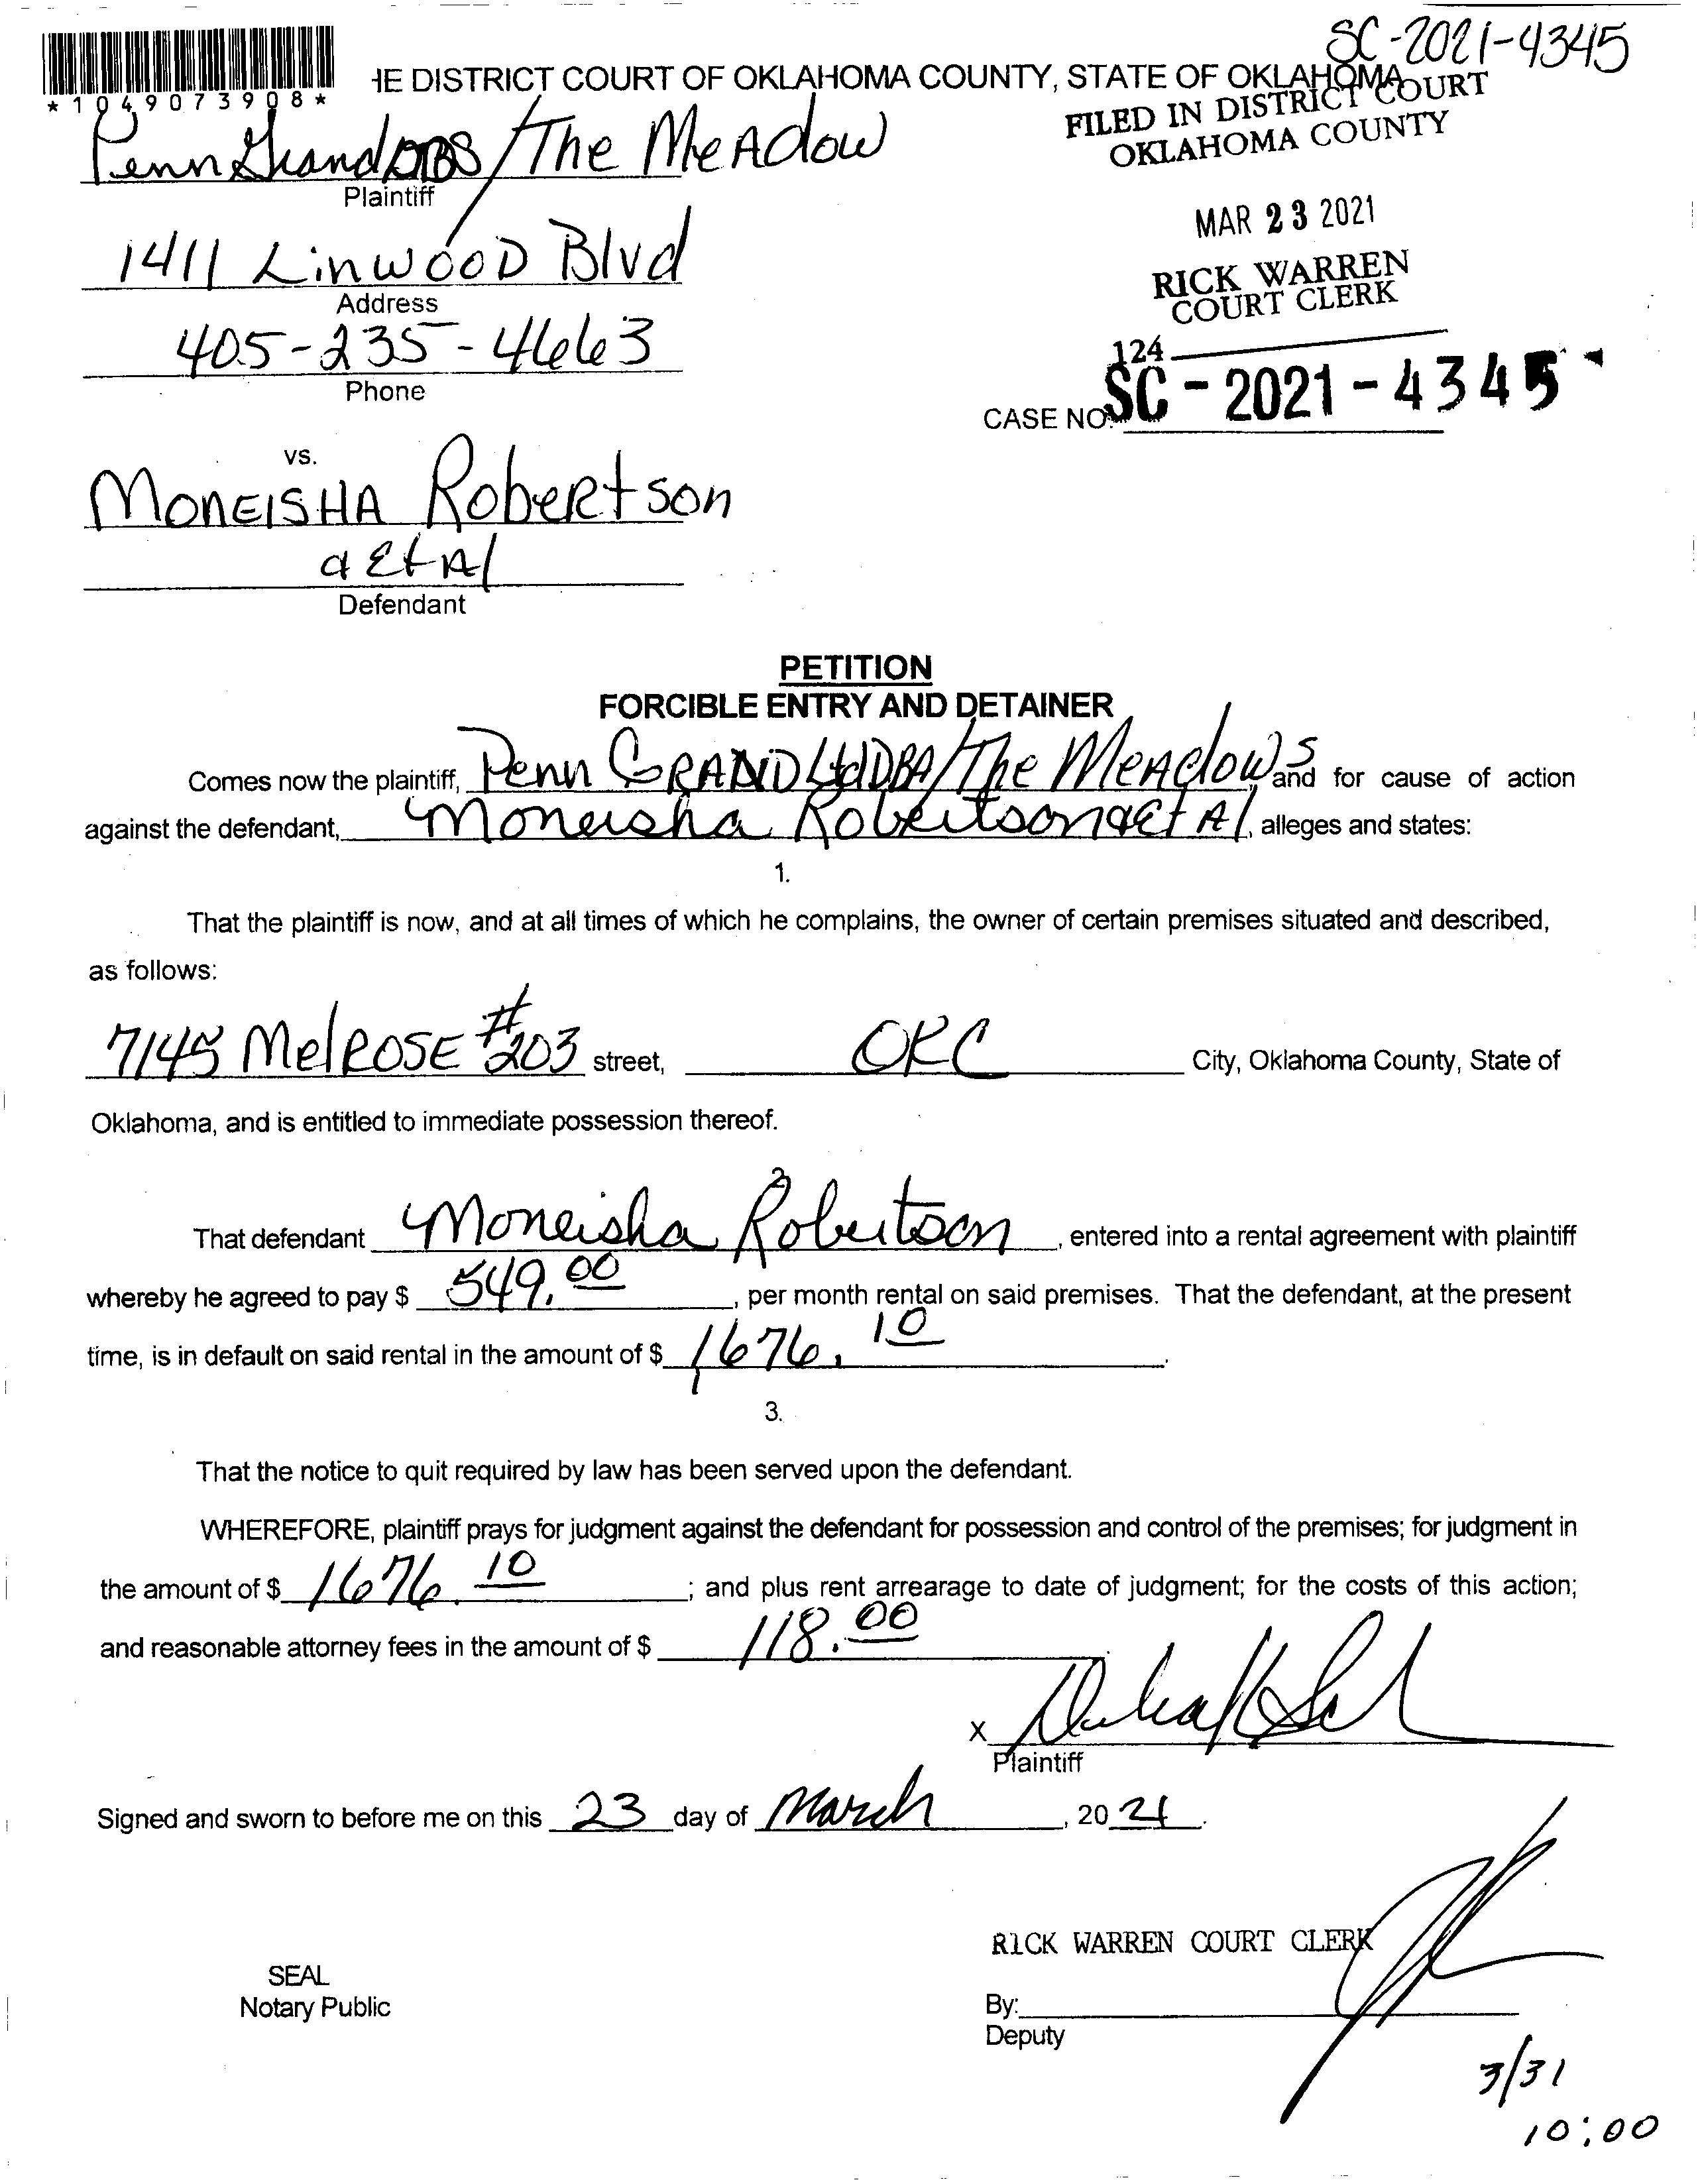 SC-2021-4345
*1049073908*
HE DISTRICT COURT OF OKLAHOMA COUNTY, STATE OF OKLAHOMA
FILED IN DISTRICT COURT
OKLAHOMA COUNTY
Penn Grand DBS/The MeAdow
Plaintiff
MAR 23 2021
1411 LinwooD Blvd
Address
RICK WARREN
COURT CLERK
405-235-4663
Phone
124
CASE NO. SC-2021-4345
vs.
MONEISHA RobeRtson
& Et Al
Defendant
PETITION
FORCIBLE ENTRY AND DETAINER
Comes now the plaintiff, Penn GRAND Ltd DBA/The MeAdows and for cause of action
against the defendant, Moneisha Robertson & Et Al, alleges and states:
1.
That the plaintiff is now, and at all times of which he complains, the owner of certain premises situated and described,
as follows:
7145 MelROSE #203 street, OKC City, Oklahoma County, State of
Oklahoma, and is entitled to immediate possession thereof.
2
That defendant Moneisha Robertson, entered into a rental agreement with plaintiff
whereby he agreed to pay $ 549.00, per month rental on said premises. That the defendant, at the present
time, is in default on said rental in the amount of $ 1676.10.
3.
That the notice to quit required by law has been served upon the defendant.
WHEREFORE, plaintiff prays for judgment against the defendant for possession and control of the premises; for judgment in
the amount of $ 1676.10; and plus rent arrearage to date of judgment; for the costs of this action;
and reasonable attorney fees in the amount of $ 118.00
X
Plaintiff
Signed and sworn to before me on this 23 day of March, 2021.
RICK WARREN COURT CLERK
SEAL
Notary Public
By:
Deputy
3/31
10:00